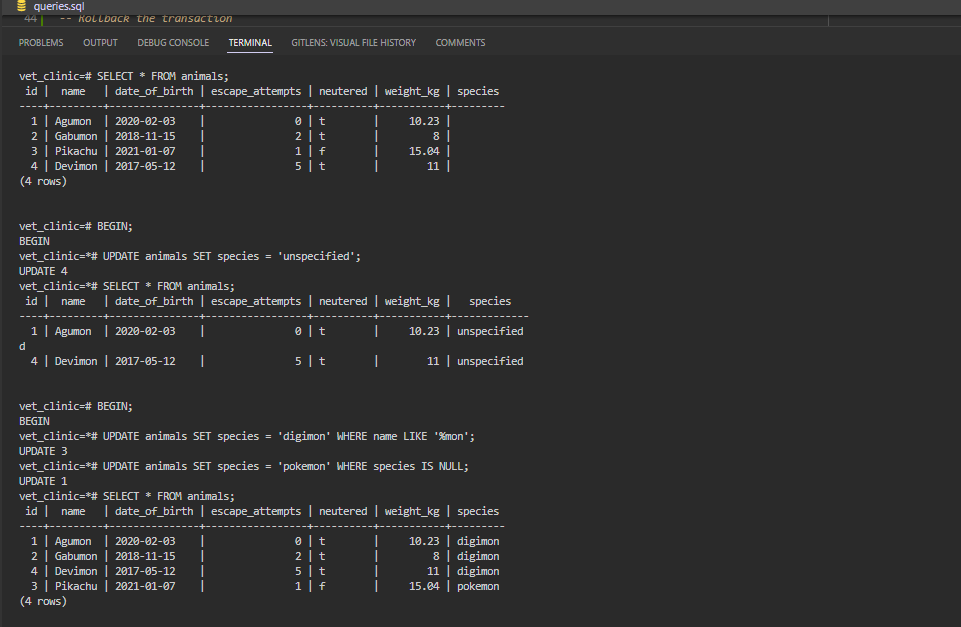 queries.sql
44 -- Rollback the transaction
PROBLEMS OUTPUT DEBUG CONSOLE TERMINAL GITLENS: VISUAL FILE HISTORY COMMENTS
vet_clinic=# SELECT * FROM animals;
 id |  name   | date_of_birth | escape_attempts | neutered | weight_kg | species
----+---------+---------------+-----------------+----------+-----------+---------
  1 | Agumon  | 2020-02-03    |               0 | t        |     10.23 |
  2 | Gabumon | 2018-11-15    |               2 | t        |         8 |
  3 | Pikachu | 2021-01-07    |               1 | f        |     15.04 |
  4 | Devimon | 2017-05-12    |               5 | t        |        11 |
(4 rows)
vet_clinic=# BEGIN;
BEGIN
vet_clinic=*# UPDATE animals SET species = 'unspecified';
UPDATE 4
vet_clinic=*# SELECT * FROM animals;
 id |  name   | date_of_birth | escape_attempts | neutered | weight_kg |   species
----+---------+---------------+-----------------+----------+-----------+-------------
  1 | Agumon  | 2020-02-03    |               0 | t        |     10.23 | unspecified
d
  4 | Devimon | 2017-05-12    |               5 | t        |        11 | unspecified
vet_clinic=# BEGIN;
BEGIN
vet_clinic=*# UPDATE animals SET species = 'digimon' WHERE name LIKE '%mon';
UPDATE 3
vet_clinic=*# UPDATE animals SET species = 'pokemon' WHERE species IS NULL;
UPDATE 1
vet_clinic=*# SELECT * FROM animals;
 id |  name   | date_of_birth | escape_attempts | neutered | weight_kg | species
----+---------+---------------+-----------------+----------+-----------+---------
  1 | Agumon  | 2020-02-03    |               0 | t        |     10.23 | digimon
  2 | Gabumon | 2018-11-15    |               2 | t        |         8 | digimon
  4 | Devimon | 2017-05-12    |               5 | t        |        11 | digimon
  3 | Pikachu | 2021-01-07    |               1 | f        |     15.04 | pokemon
(4 rows)